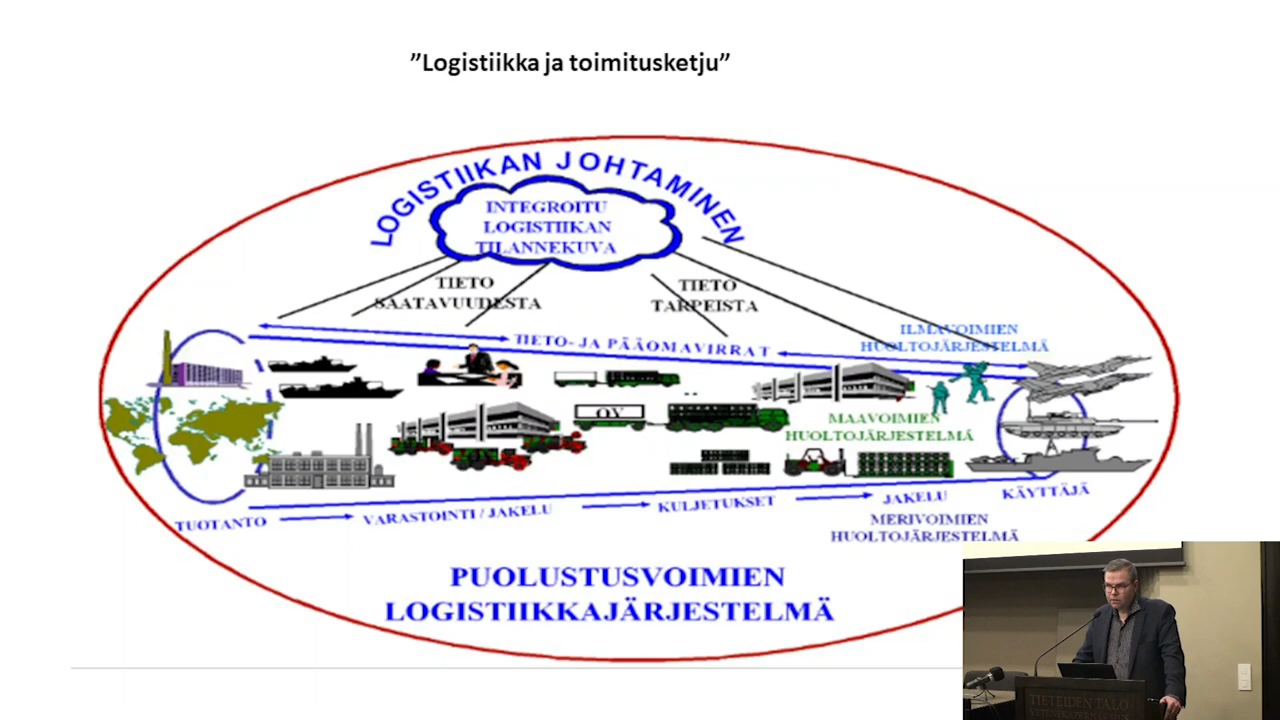 ”Logistiikka ja toimitusketju”
LOGISTIIKAN JOHTAMINEN
INTEGROITU
LOGISTIIKAN
TILANNEKUVA
TIETO
SAATAVUUDESTA
TIETO
TARPEISTA
TIETO- JA PÄÄOMAVIRRAT
ILMAVOIMIEN
HUOLTOJÄRJESTELMÄ
OY
MAAVOIMIEN
HUOLTOJÄRJESTELMÄ
TUOTANTO
VARASTOINTI / JAKELU
KULJETUKSET
JAKELU
KÄYTTÄJÄ
MERIVOIMIEN
HUOLTOJÄRJESTELMÄ
PUOLUSTUSVOIMIEN
LOGISTIIKKAJÄRJESTELMÄ
TIETEIDEN TALO